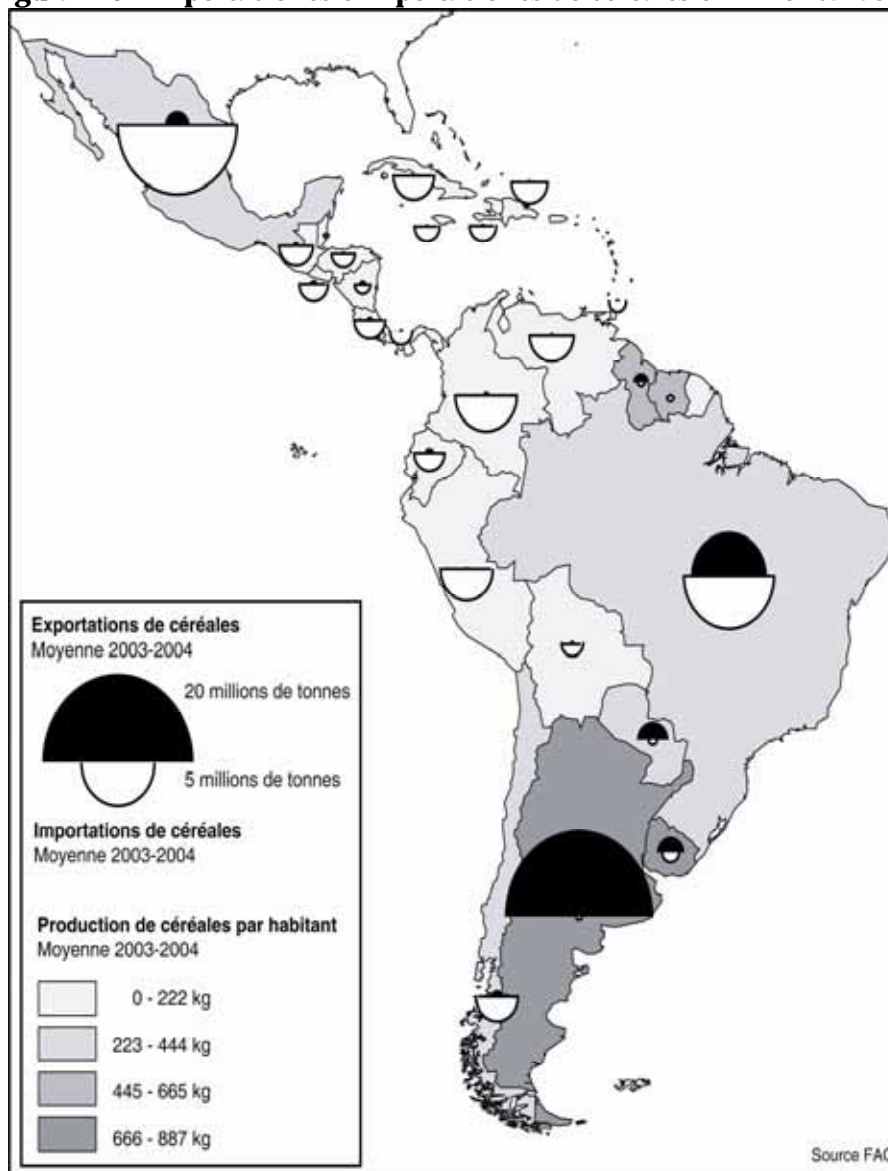 Exportations de céréales
Moyenne 2003-2004
20 millions de tonnes
5 millions de tonnes
Importations de céréales
Moyenne 2003-2004
Production de céréales par habitant
Moyenne 2003-2004
0 - 222 kg
223 - 444 kg
445 - 665 kg
666 - 887 kg
Source FAO